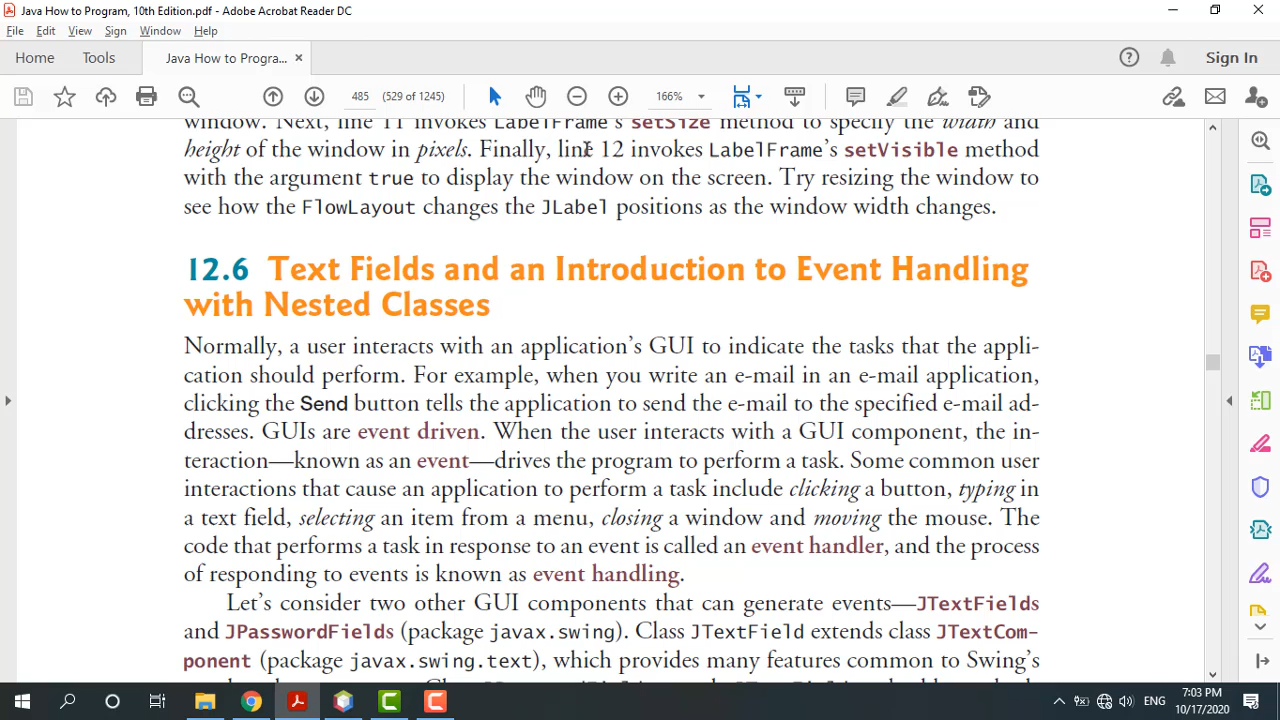 Java How to Program, 10th Edition.pdf - Adobe Acrobat Reader DC
File Edit View Sign Window Help
Home Tools Java How to Progra... × Sign In
485 (529 of 1245) 166%
window. Next, line 11 invokes LabelFrame's setSize method to specify the width and
height of the window in pixels. Finally, line 12 invokes LabelFrame's setVisible method
with the argument true to display the window on the screen. Try resizing the window to
see how the FlowLayout changes the JLabel positions as the window width changes.
12.6 Text Fields and an Introduction to Event Handling
with Nested Classes
Normally, a user interacts with an application's GUI to indicate the tasks that the appli-
cation should perform. For example, when you write an e-mail in an e-mail application,
clicking the Send button tells the application to send the e-mail to the specified e-mail ad-
dresses. GUIs are event driven. When the user interacts with a GUI component, the in-
teraction—known as an event—drives the program to perform a task. Some common user
interactions that cause an application to perform a task include clicking a button, typing in
a text field, selecting an item from a menu, closing a window and moving the mouse. The
code that performs a task in response to an event is called an event handler, and the process
of responding to events is known as event handling.
Let's consider two other GUI components that can generate events—JTextFields
and JPasswordFields (package javax.swing). Class JTextField extends class JTextCom-
ponent (package javax.swing.text), which provides many features common to Swing's
ENG
7:03 PM
10/17/2020